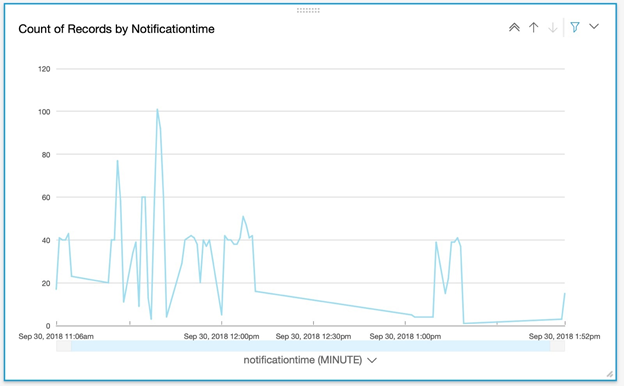 Count of Records by Notificationtime
120
100
80
60
40
20
0
Sep 30, 2018 11:06am Sep 30, 2018 12:00pm Sep 30, 2018 12:30pm Sep 30, 2018 1:00pm Sep 30, 2018 1:52pm
notificationtime (MINUTE)